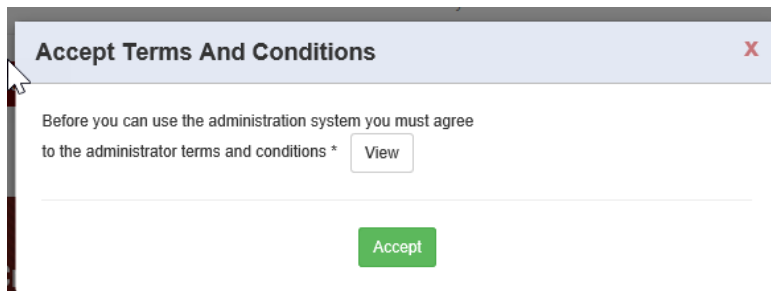 Accept Terms And Conditions
X
Before you can use the administration system you must agree
to the administrator terms and conditions * View
Accept